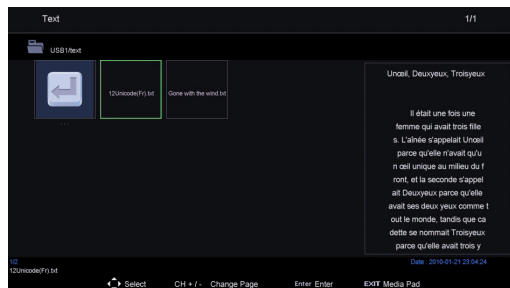 Text 1/1
USB1/text
12Unicode(Fr).txt
Gone with the wind.txt
...
Unœil, Deuxyeux, Troisyeux
Il était une fois une
femme qui avait trois fille
s. L'aînée s'appelait Unœil
parce qu'elle n'avait qu'u
n œil unique au milieu du f
ront, et la seconde s'appel
ait Deuxyeux parce qu'elle
avait ses deux yeux comme t
out le monde, tandis que ca
dette se nommait Troisyeux
parce qu'elle avait trois y
1/2
Date : 2010-01-21 23:04:24
12Unicode(Fr).txt
Select CH + / - Change Page Enter Enter EXIT Media Pad